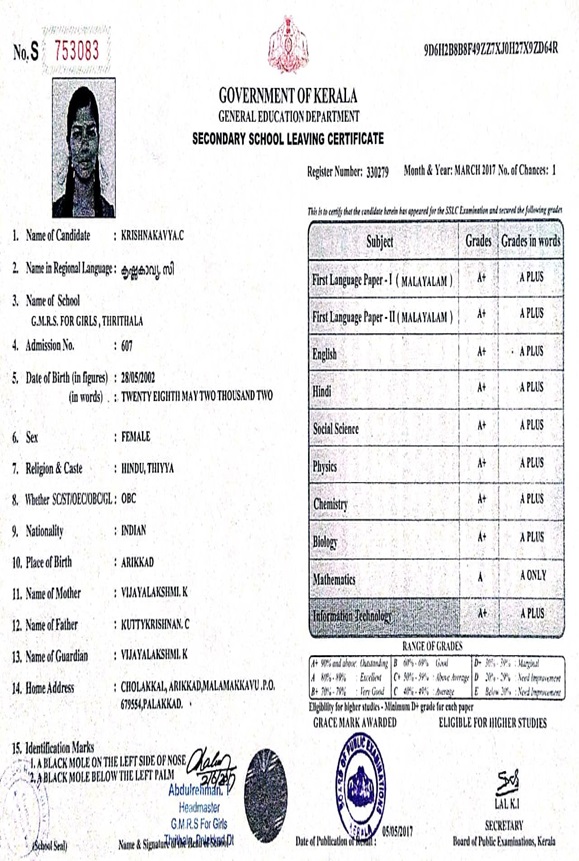 No. S 753083
9D6H2B8B8F49ZZ7XJ0H27X9ZD64R
GOVERNMENT OF KERALA
GENERAL EDUCATION DEPARTMENT
SECONDARY SCHOOL LEAVING CERTIFICATE
Register Number: 330279 Month & Year: MARCH 2017 No. of Chances: 1
This is to certify that the candidate herein has appeared for the SSLC Examination and secured the following grades
1. Name of Candidate : KRISHNAKAVYA.C
2. Name in Regional Language : കൃഷ്ണകാവ്യ. സി
3. Name of School
G.M.R.S. FOR GIRLS, THRITHALA
4. Admission No. : 607
5. Date of Birth (in figures) : 28/05/2002
(in words) : TWENTY EIGHTH MAY TWO THOUSAND TWO
6. Sex : FEMALE
7. Religion & Caste : HINDU, THIYYA
8. Whether SC/ST/OEC/OBC/GL : OBC
9. Nationality : INDIAN
10. Place of Birth : ARIKKAD
11. Name of Mother : VIJAYALAKSHMI. K
12. Name of Father : KUTTYKRISHNAN. C
13. Name of Guardian : VIJAYALAKSHMI. K
14. Home Address : CHOLAKKAL, ARIKKAD,MALAMAKKAVU .P.O.
679554,PALAKKAD.
15. Identification Marks
1. A BLACK MOLE ON THE LEFT SIDE OF NOSE
2. A BLACK MOLE BELOW THE LEFT PALM
Subject Grades Grades in words
First Language Paper - I ( MALAYALAM ) A+ A PLUS
First Language Paper - II ( MALAYALAM ) A+ A PLUS
English A+ A PLUS
Hindi A+ A PLUS
Social Science A+ A PLUS
Physics A+ A PLUS
Chemistry A+ A PLUS
Biology A+ A PLUS
Mathematics A A ONLY
Information Technology A+ A PLUS
RANGE OF GRADES
A+ 90% and above: Outstanding B 60% - 69% Good D+ 30% - 39% : Marginal
A 80% - 89% : Excellent C+ 50% - 59% : Above Average D 20% - 29% : Need Improvement
B+ 70% - 79% : Very Good C 40% - 49% : Average E Below 20% : Need Improvement
Eligibility for higher studies - Minimum D+ grade for each paper
GRACE MARK AWARDED ELIGIBLE FOR HIGHER STUDIES
Abdulrehman.
Headmaster
G.M.R.S For Girls
(School Seal)
Name & Signature of the
BOARD OF PUBLIC EXAMINATIONS
KERALA
Date of Publication of : 05/05/2017
LAL K.I
SECRETARY
Board of Public Examinations, Kerala